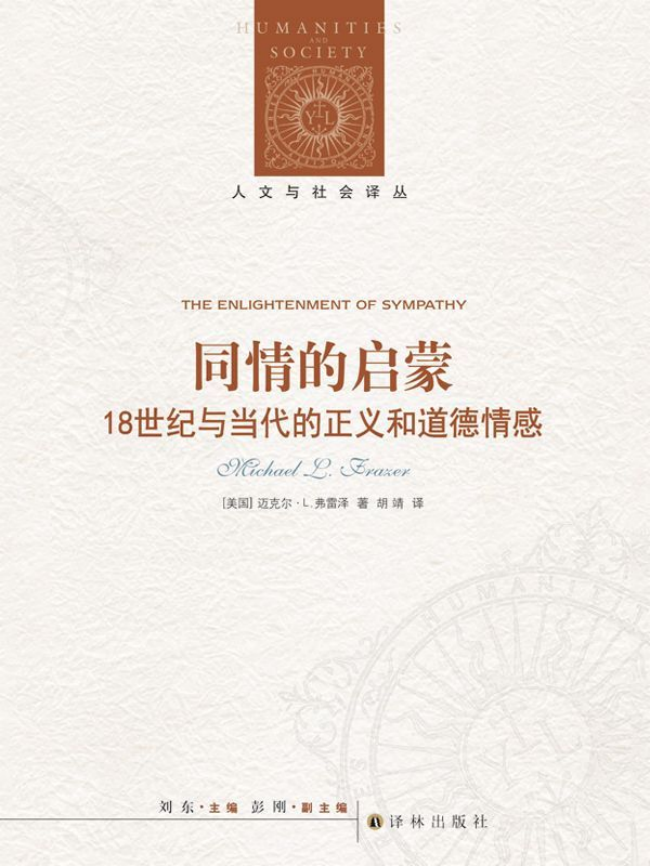 HUMANITIES
AND
SOCIETY
YTL
人文与社会译丛
THE ENLIGHTENMENT OF SYMPATHY
同情的启蒙
18世纪与当代的正义和道德情感
Michael L. Frazer
[美国] 迈克尔·L.弗雷泽 著 胡靖 译
HUMANITIES
YTL
刘东·主编 彭刚·副主编
译林出版社